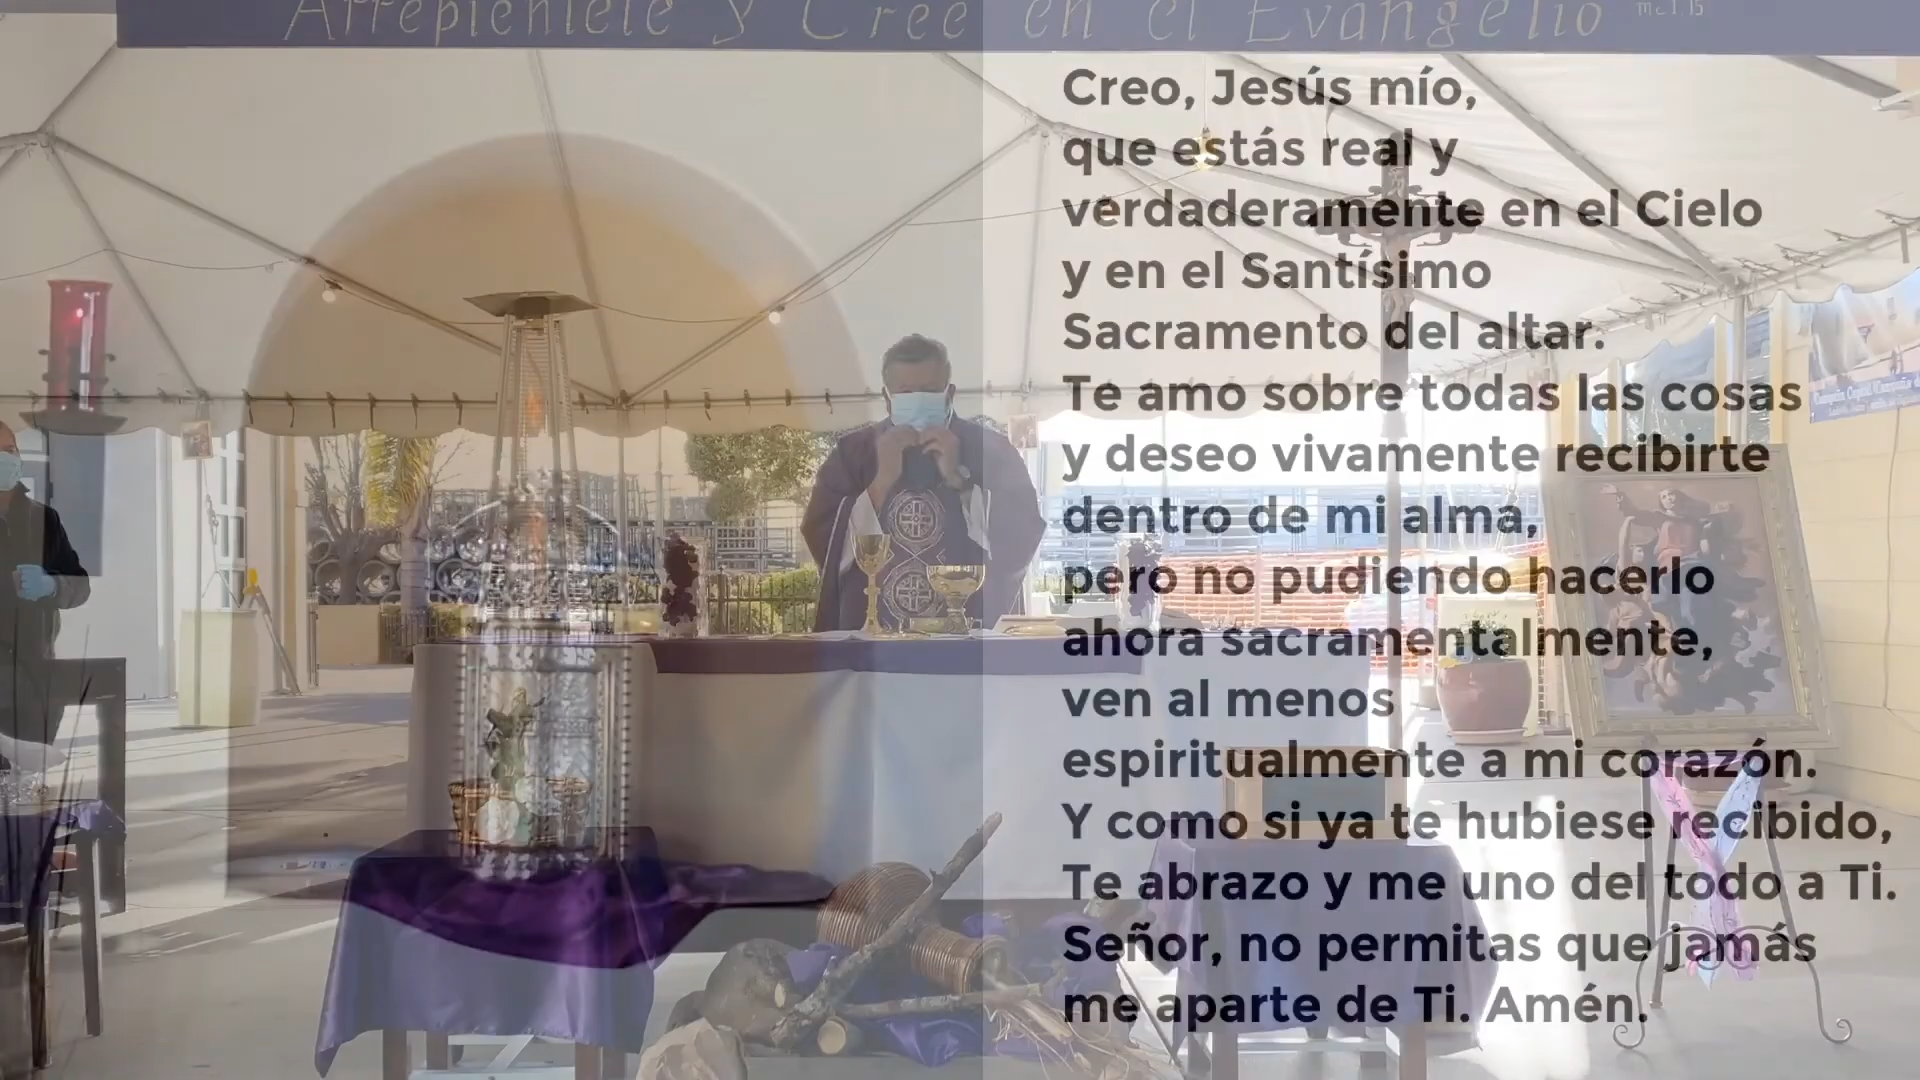 Arrepiéntete y Cree en el Evangelio mc 1,15
Creo, Jesús mío,
que estás real y
verdaderamente en el Cielo
y en el Santísimo
Sacramento del altar.
Te amo sobre todas las cosas
y deseo vivamente recibirte
dentro de mi alma,
pero no pudiendo hacerlo
ahora sacramentalmente,
ven al menos
espiritualmente a mi corazón.
Y como si ya te hubiese recibido,
Te abrazo y me uno del todo a Ti.
Señor, no permitas que jamás
me aparte de Ti. Amén.